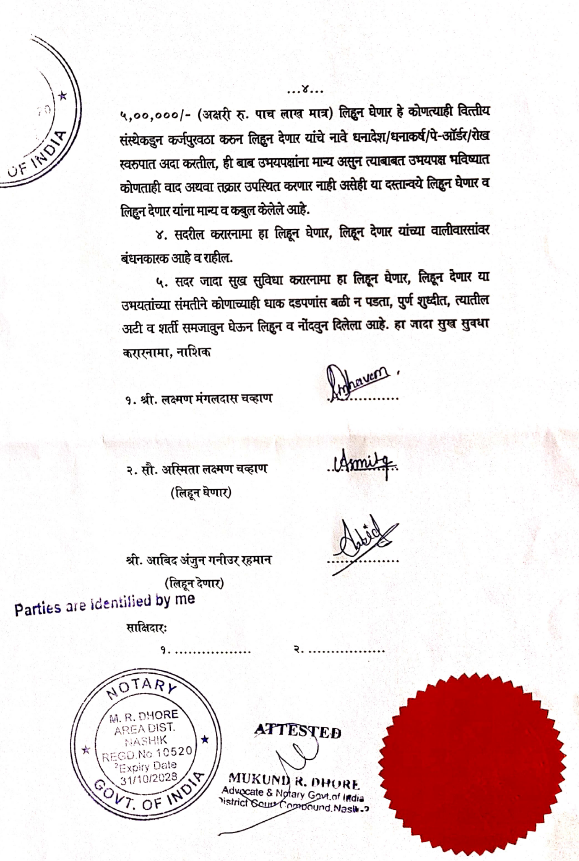 ...४...
५,००,०००/- (अक्षरी रु. पाच लाख मात्र) लिहून घेणार हे कोणत्याही वित्तीय
संस्थेकडुन कर्जपुरवठा करुन लिहुन देणार यांचे नावे धनादेश/धनाकर्ष/पे-ऑर्डर/रोख
स्वरुपात अदा करतील, ही बाब उभयपक्षांना मान्य असुन त्याबाबत उभयपक्ष भविष्यात
कोणताही वाद अथवा तक्रार उपस्थित करणार नाही असेही या दस्तान्वये लिहुन घेणार व
लिहुन देणार यांना मान्य व कबुल केलेले आहे.
४. सदरील करारनामा हा लिहून घेणार, लिहून देणार यांच्या वालीवारसांवर
बंधनकारक आहे व राहील.
५. सदर जादा सुख सुविधा करारनामा हा लिहून घेणार, लिहून देणार या
उभयतांच्या संमतीने कोणाच्याही धाक दडपणांस बळी न पडता, पुर्ण शुध्दीत, त्यातील
अटी व शर्ती समजावुन घेऊन लिहुन व नोंदवुन दिलेला आहे. हा जादा सुख सुबधा
करारनामा, नाशिक
१. श्री. लक्ष्मण मंगलदास चव्हाण
२. सौ. अस्मिता लक्ष्मण चव्हाण
(लिहून घेणार)
श्री. आबिद अंजुन गनीउर रहमान
(लिहून देणार)
Parties are identified by me
साक्षिदार:
१. ................. २. .................
NOTARY
M. R. DHORE
AREA DIST.
NASHIK
REGD.No 10520
Expiry Date
31/10/2028
GOVT. OF INDIA
ATTESTED
MUKUND R. DHORE
Advocate & Notary Govt.of India
District Court Compound, Nasik-2
OF INDIA